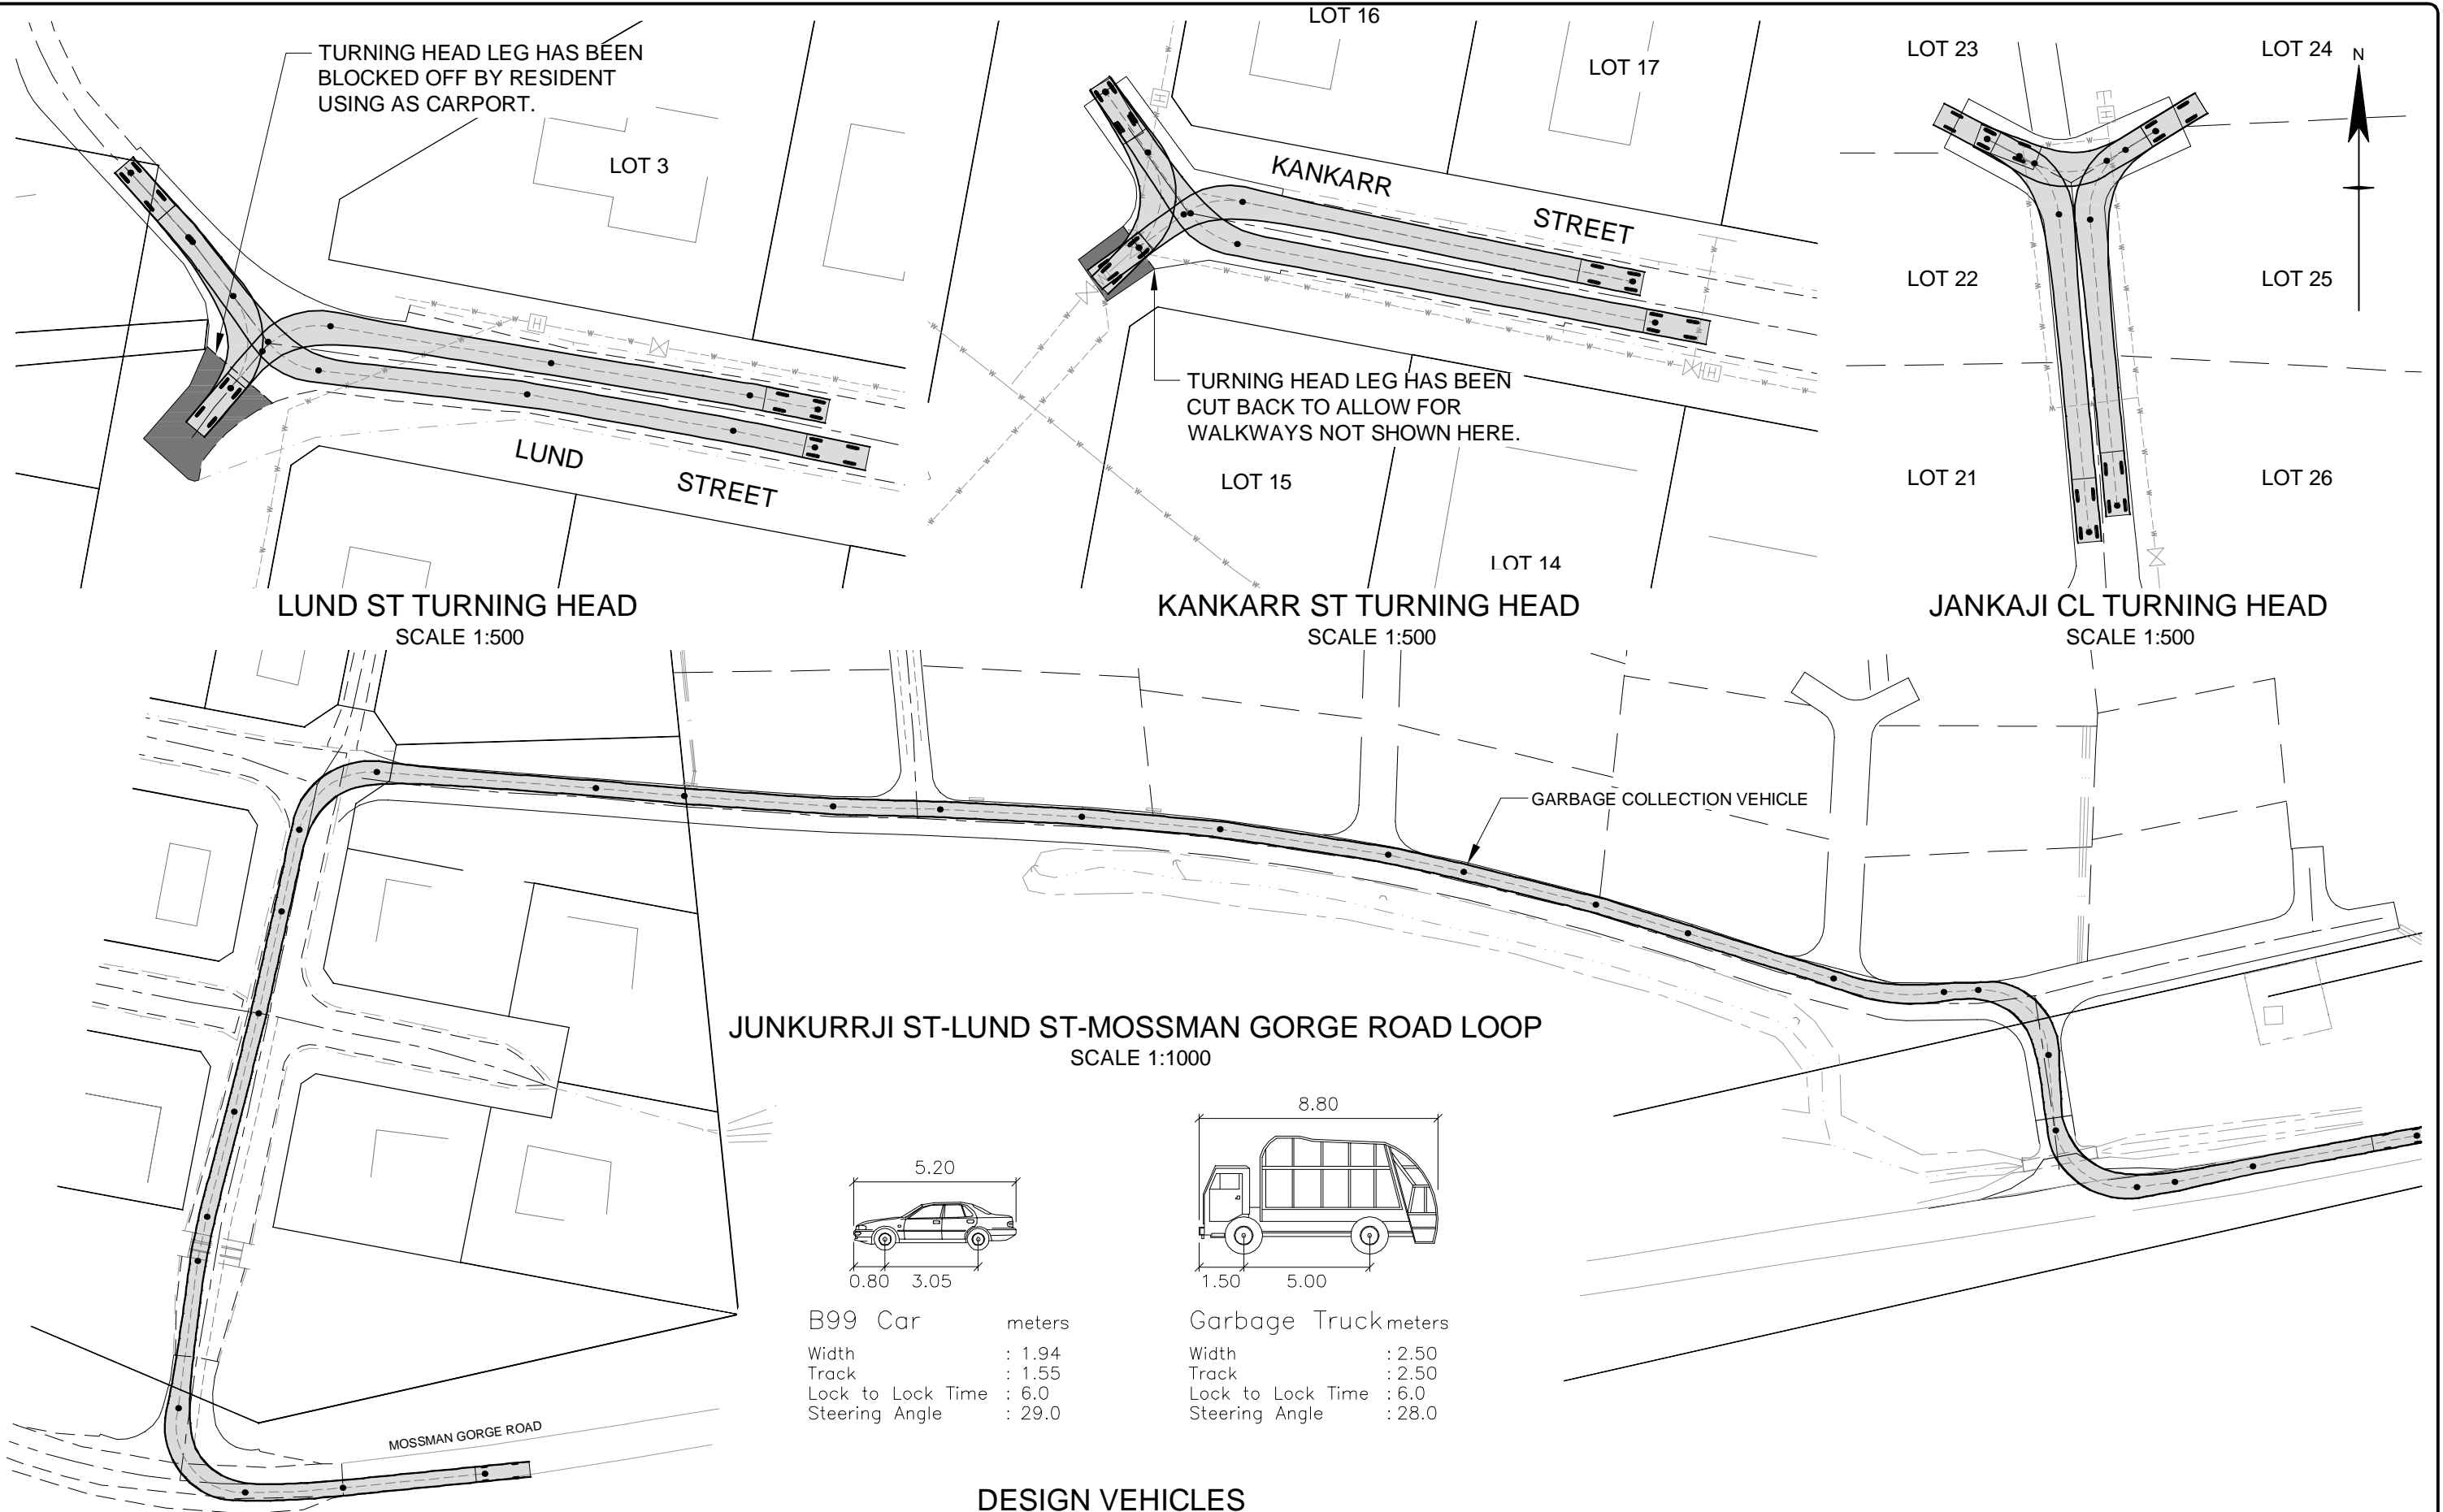 TURNING HEAD LEG HAS BEEN
BLOCKED OFF BY RESIDENT
USING AS CARPORT.
LOT 3
LUND
STREET
LUND ST TURNING HEAD
SCALE 1:500
LOT 16
LOT 17
KANKARR
STREET
TURNING HEAD LEG HAS BEEN
CUT BACK TO ALLOW FOR
WALKWAYS NOT SHOWN HERE.
LOT 15
LOT 14
KANKARR ST TURNING HEAD
SCALE 1:500
LOT 23
LOT 24
N
LOT 22
LOT 25
LOT 21
LOT 26
JANKAJI CL TURNING HEAD
SCALE 1:500
GARBAGE COLLECTION VEHICLE
JUNKURRJI ST-LUND ST-MOSSMAN GORGE ROAD LOOP
SCALE 1:1000
MOSSMAN GORGE ROAD
5.20
0.80 3.05
B99 Car meters
Width : 1.94
Track : 1.55
Lock to Lock Time : 6.0
Steering Angle : 29.0
8.80
1.50 5.00
Garbage Truck meters
Width : 2.50
Track : 2.50
Lock to Lock Time : 6.0
Steering Angle : 28.0
DESIGN VEHICLES